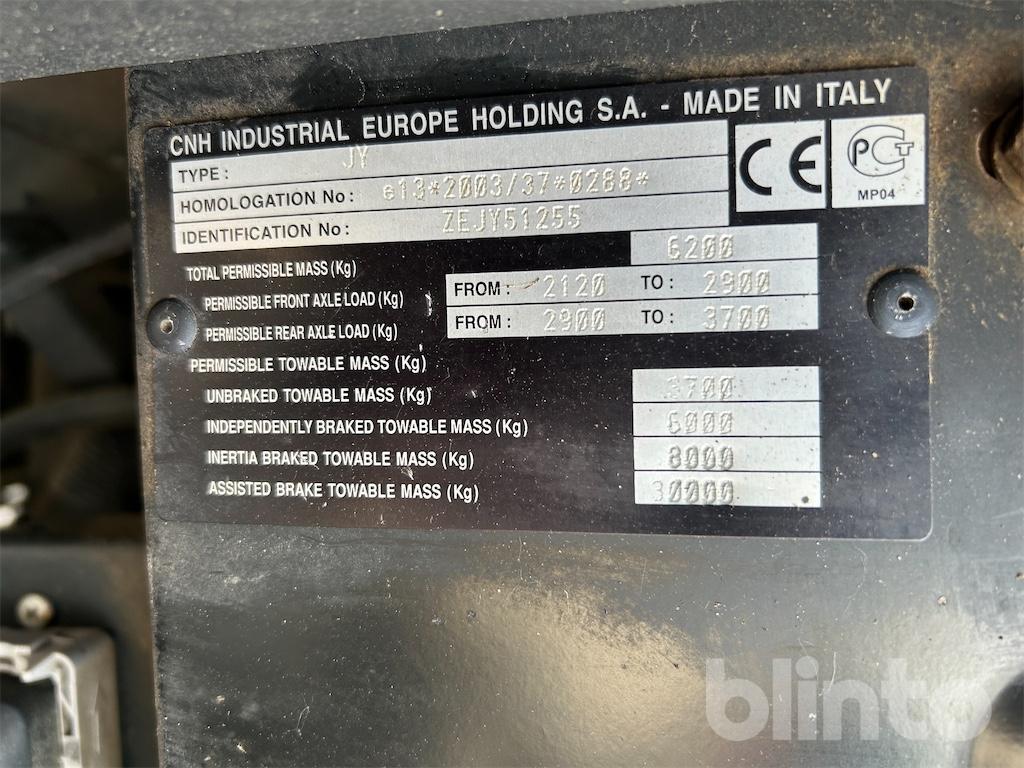 CNH INDUSTRIAL EUROPE HOLDING S.A. - MADE IN ITALY
TYPE: JY
HOMOLOGATION No: e13*2003/37*0288*
IDENTIFICATION No: ZEJY51255
CE
PCT
MP04
TOTAL PERMISSIBLE MASS (Kg) 6200
PERMISSIBLE FRONT AXLE LOAD (Kg) FROM: 2120 TO: 2900
PERMISSIBLE REAR AXLE LOAD (Kg) FROM: 2900 TO: 3700
PERMISSIBLE TOWABLE MASS (Kg)
UNBRAKED TOWABLE MASS (Kg) 3700
INDEPENDENTLY BRAKED TOWABLE MASS (Kg) 6000
INERTIA BRAKED TOWABLE MASS (Kg) 8000
ASSISTED BRAKE TOWABLE MASS (Kg) 30000
blinto